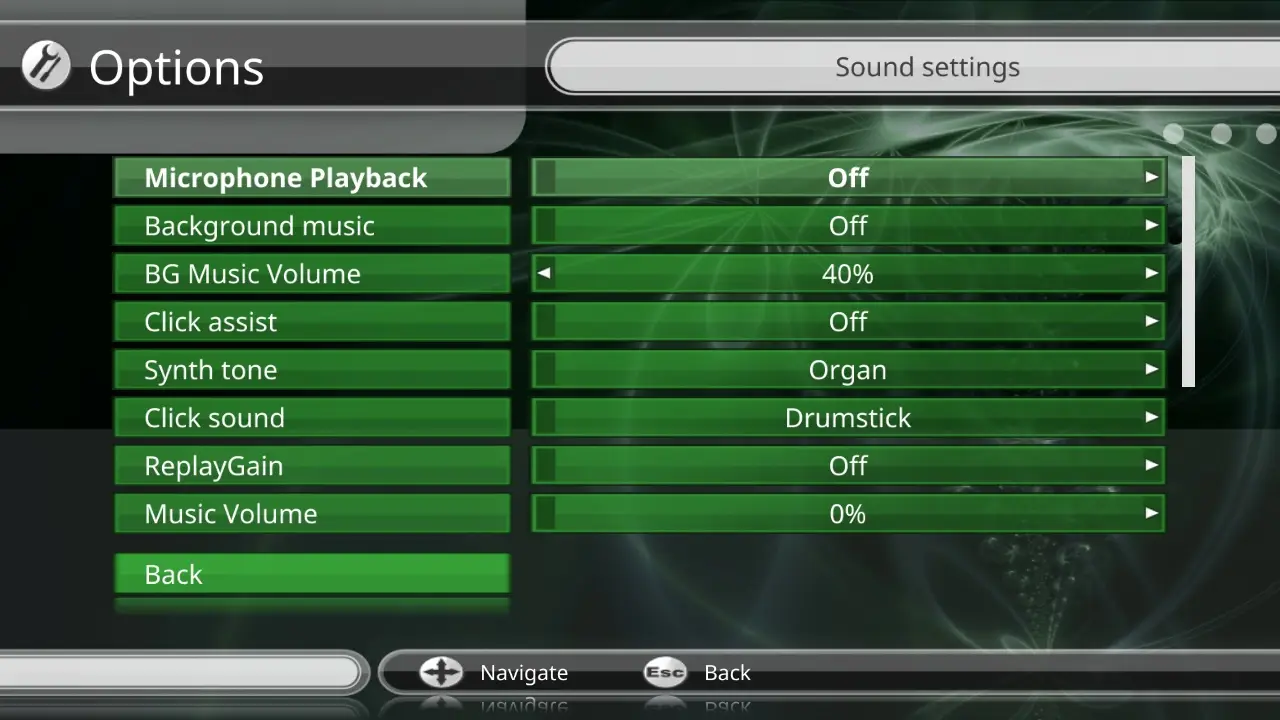 Options
Sound settings
Microphone Playback Off
Background music Off
BG Music Volume 40%
Click assist Off
Synth tone Organ
Click sound Drumstick
ReplayGain Off
Music Volume 0%
Back
Navigate Esc Back